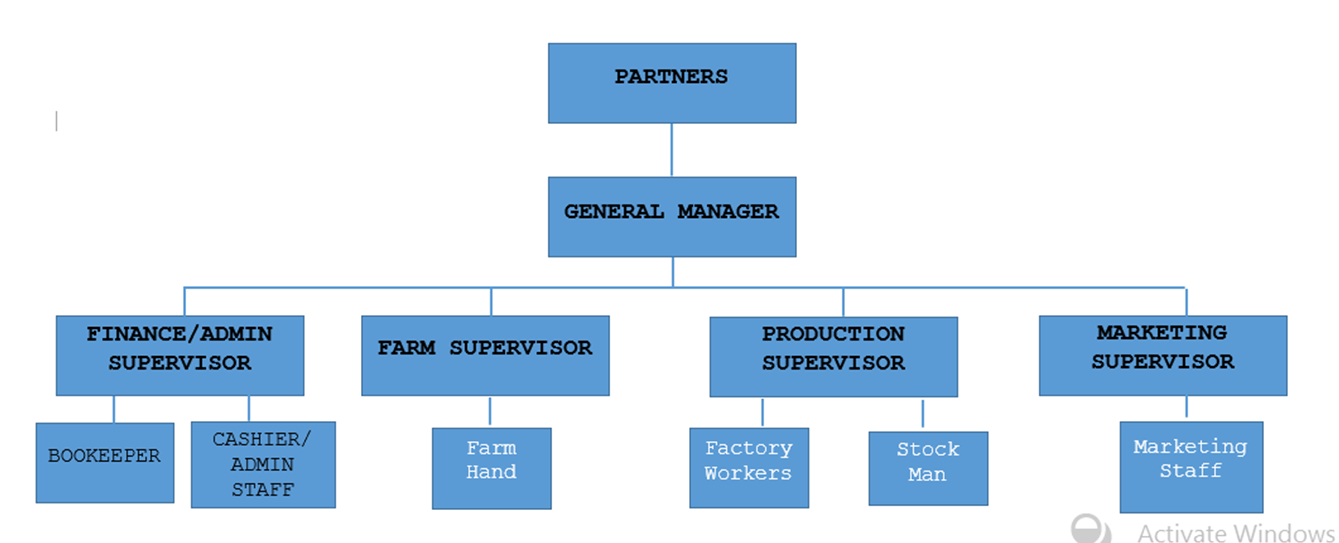 PARTNERS
GENERAL MANAGER
FINANCE/ADMIN
SUPERVISOR
FARM SUPERVISOR
PRODUCTION
SUPERVISOR
MARKETING
SUPERVISOR
BOOKEEPER
CASHIER/
ADMIN
STAFF
Farm
Hand
Factory
Workers
Stock
Man
Marketing
Staff
Activate Windows